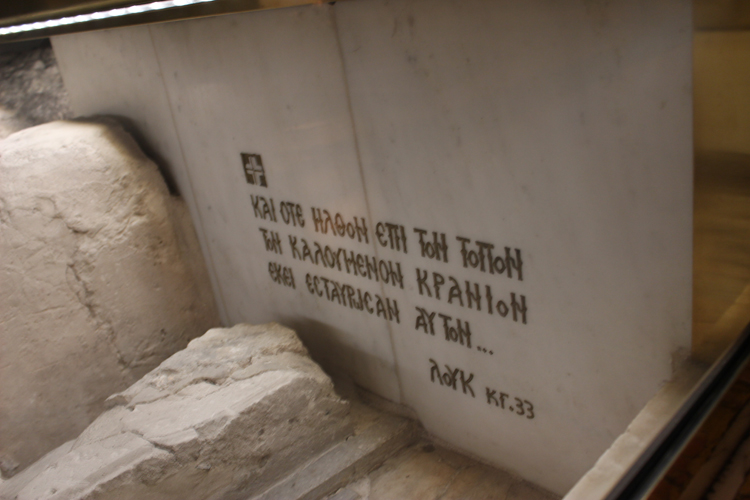 ΚΑΙ ΟΤΕ ΗΛΘΟΝ ΕΠΙ ΤΟΝ ΤΟΠΟΝ
ΤΟΝ ΚΑΛΟΥΜΕΝΟΝ ΚΡΑΝΙΟΝ
ΕΚΕΙ ΕΣΤΑΥΡΩΣΑΝ ΑΥΤΟΝ...
ΛΟΥΚ ΚΓ.33